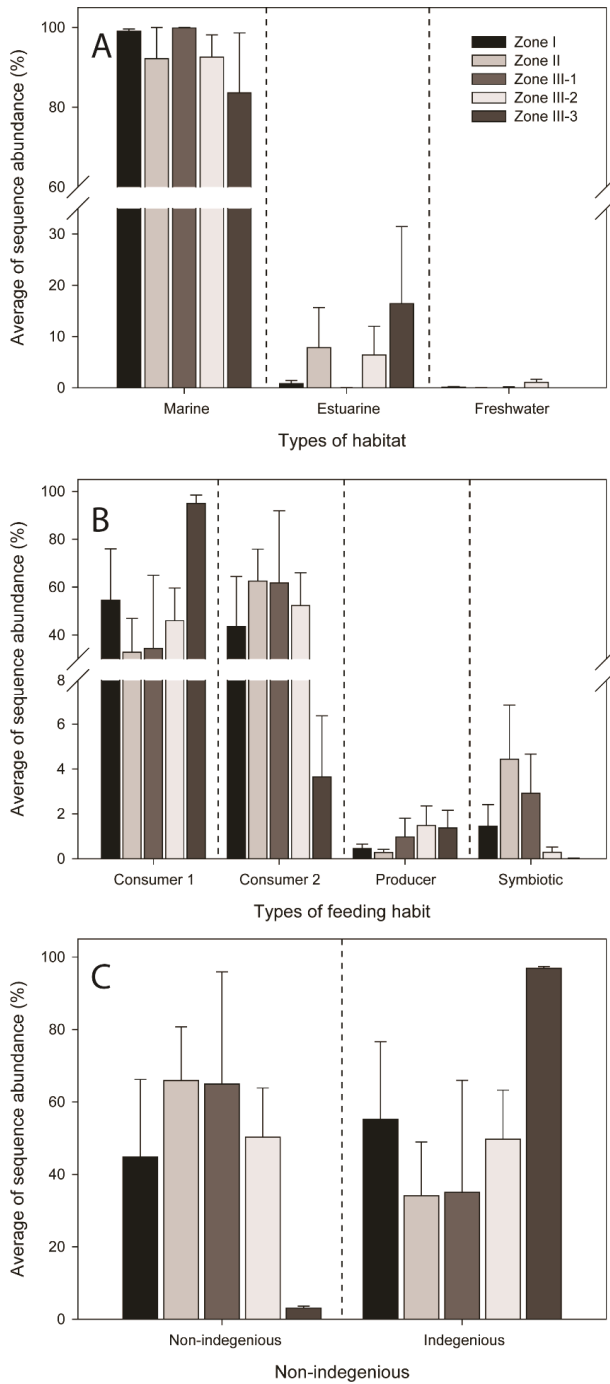 A
Zone I
Zone II
Zone III-1
Zone III-2
Zone III-3
Average of sequence abundance (%)
100
80
60
30
20
10
0
Marine
Estuarine
Freshwater
Types of habitat
B
Average of sequence abundance (%)
100
80
60
40
8
6
4
2
0
Consumer 1
Consumer 2
Producer
Symbiotic
Types of feeding habit
C
Average of sequence abundance (%)
100
80
60
40
20
0
Non-indegenious
Indegenious
Non-indegenious